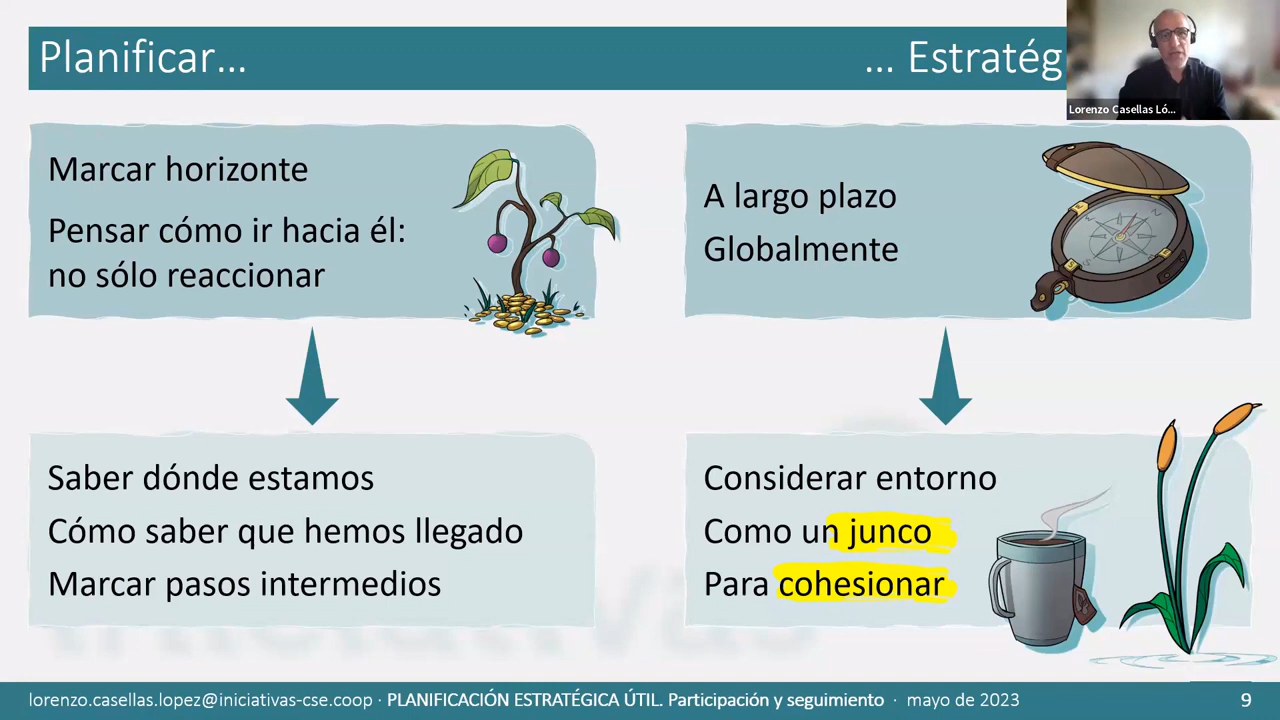 Planificar...
... Estratég
Lorenzo Casellas Ló...
Marcar horizonte
Pensar cómo ir hacia él:
no sólo reaccionar
A largo plazo
Globalmente
Saber dónde estamos
Cómo saber que hemos llegado
Marcar pasos intermedios
Considerar entorno
Como un junco
Para cohesionar
lorenzo.casellas.lopez@iniciativas-cse.coop · PLANIFICACIÓN ESTRATÉGICA ÚTIL. Participación y seguimiento · mayo de 2023
9